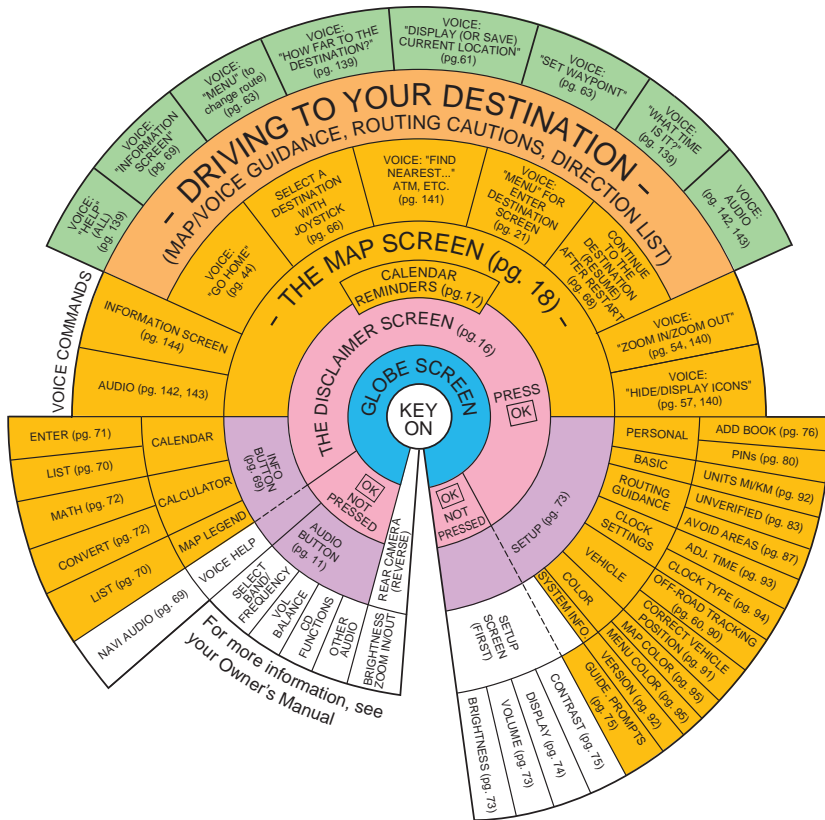 VOICE:
"HELP"
(ALL)
(pg. 139)
VOICE:
"INFORMATION
SCREEN"
(pg. 69)
VOICE:
"MENU" (to
change route)
(pg. 63)
VOICE:
"HOW FAR TO THE
DESTINATION?"
(pg. 139)
VOICE:
"DISPLAY (OR SAVE)
CURRENT LOCATION"
(pg.61)
VOICE:
"SET WAYPOINT"
(pg. 63)
VOICE:
"WHAT TIME
IS IT?"
(pg. 139)
VOICE:
AUDIO
(pg. 142, 143)
- DRIVING TO YOUR DESTINATION -
(MAP/VOICE GUIDANCE, ROUTING CAUTIONS, DIRECTION LIST)
VOICE COMMANDS
AUDIO (pg. 142, 143)
INFORMATION SCREEN
(pg. 144)
VOICE:
"GO HOME"
(pg. 44)
SELECT A
DESTINATION
WITH
JOYSTICK
(pg. 66)
VOICE: "FIND
NEAREST..."
ATM, ETC.
(pg. 141)
VOICE:
"MENU" FOR
ENTER
DESTINATION
SCREEN
(pg. 21)
CONTINUE
TO THE
DESTINATION
(RESUME)
AFTER RESTART
(pg. 68)
VOICE:
"ZOOM IN/ZOOM OUT"
(pg. 54, 140)
VOICE:
"HIDE/DISPLAY ICONS"
(pg. 57, 140)
- THE MAP SCREEN (pg. 18) -
CALENDAR
REMINDERS (pg.17)
THE DISCLAIMER SCREEN (pg.16)
PRESS
OK
GLOBE SCREEN
KEY
ON
OK
NOT
PRESSED
OK
NOT
PRESSED
INFO
BUTTON
(pg. 69)
CALENDAR
CALCULATOR
MAP LEGEND
VOICE HELP
ENTER (pg. 71)
LIST (pg. 70)
MATH (pg. 72)
CONVERT (pg. 72)
LIST (pg. 70)
NAVI AUDIO (pg. 69)
AUDIO
BUTTON
(pg. 11)
SELECT BAND/
FREQUENCY
VOL
BALANCE
CD
FUNCTIONS
OTHER
AUDIO
REAR CAMERA
(REVERSE)
BRIGHTNESS
ZOOM IN/OUT
For more information, see
your Owner's Manual
SETUP (pg. 73)
PERSONAL
BASIC
ROUTING
GUIDANCE
CLOCK
SETTINGS
VEHICLE
COLOR
SYSTEM INFO.
SETUP
SCREEN
(FIRST)
ADD BOOK (pg. 76)
PINs (pg. 80)
UNITS MI/KM (pg. 92)
UNVERIFIED (pg. 83)
AVOID AREAS (pg. 87)
ADJ. TIME (pg. 93)
CLOCK TYPE (pg. 94)
OFF-ROAD TRACKING
(pg. 60, 90)
CORRECT VEHICLE
POSITION (pg. 91)
MAP COLOR (pg. 95)
MENU COLOR (pg. 95)
VERSION (pg. 92)
GUIDE. PROMPTS
(pg. 75)
CONTRAST (pg. 75)
DISPLAY (pg. 74)
VOLUME (pg. 73)
BRIGHTNESS (pg. 73)